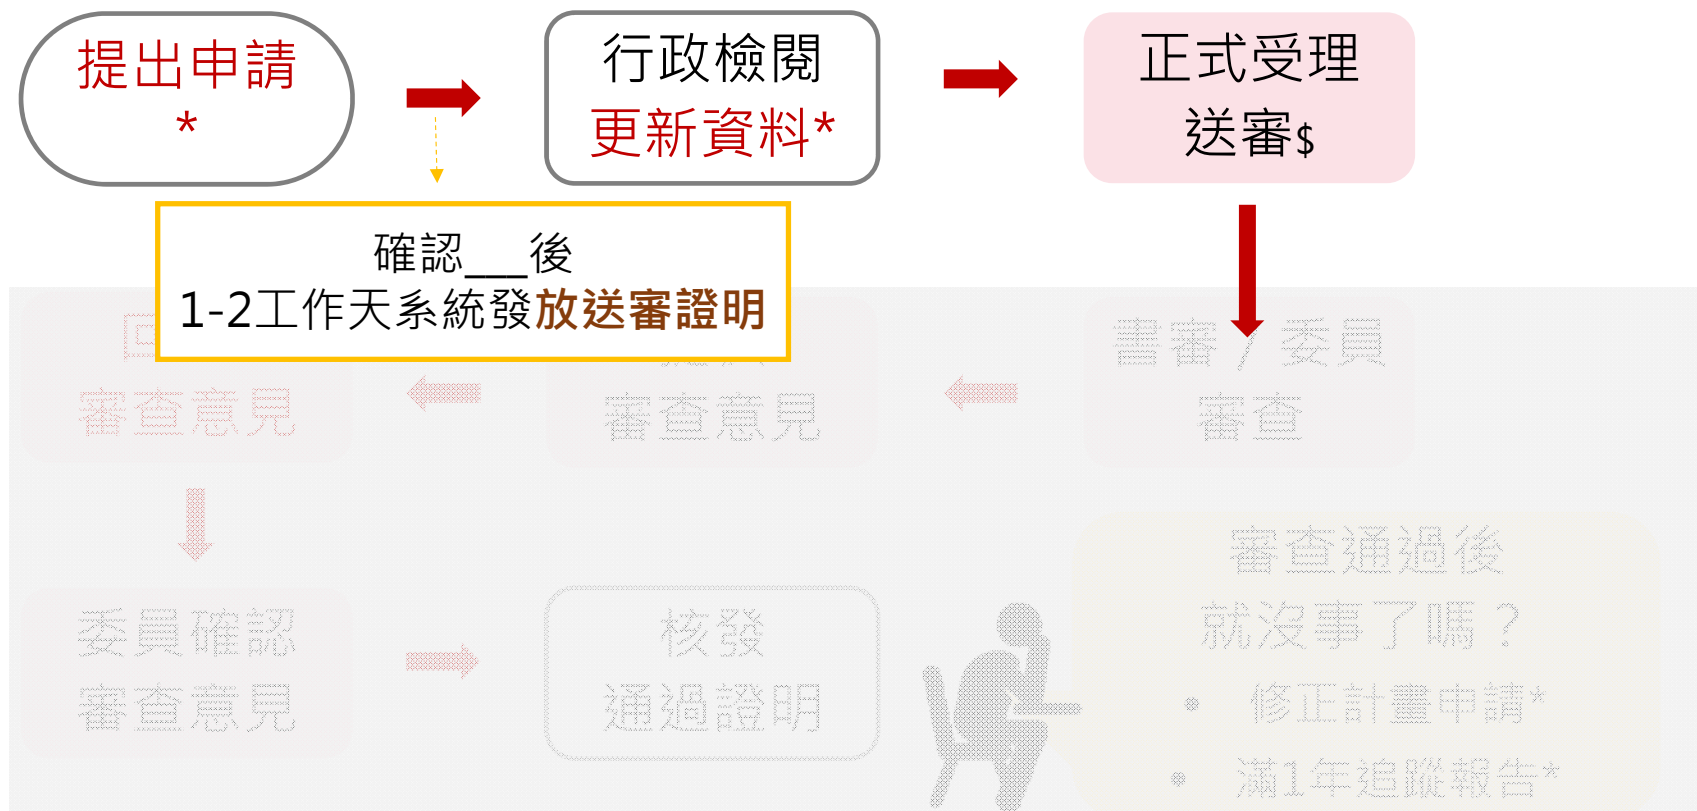 提出申請
*
行政檢閱
更新資料*
正式受理
送審$
確認___後
1-2工作天系統發放送審證明
審查意見
審查意見
書審 / 委員
審查
委員確認
審查意見
核發
通過證明
審查通過後
就沒事了嗎？
• 修正計畫申請*
• 滿1年追蹤報告*